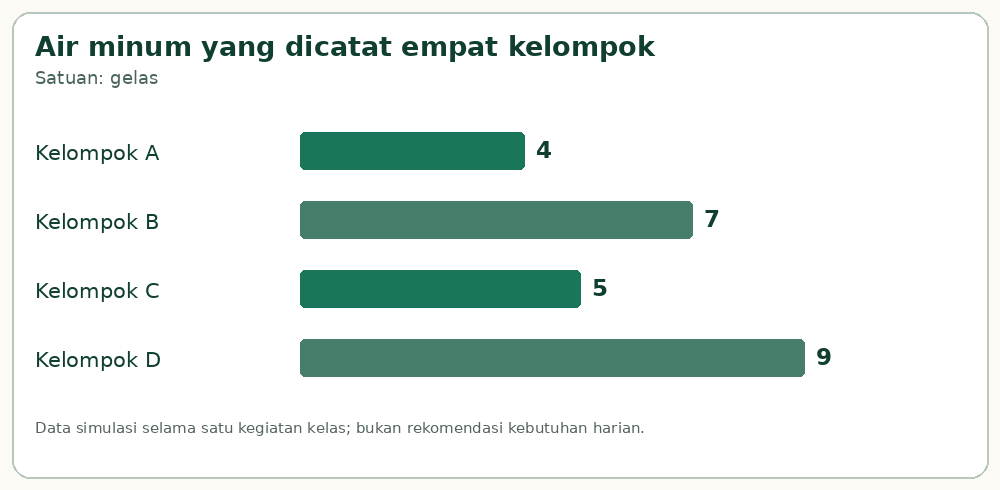 Air minum yang dicatat empat kelompok
Satuan: gelas
Kelompok A 4
Kelompok B 7
Kelompok C 5
Kelompok D 9
Data simulasi selama satu kegiatan kelas; bukan rekomendasi kebutuhan harian.